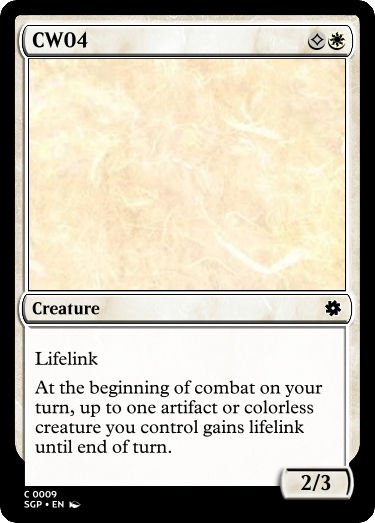 CW04
Creature
Lifelink
At the beginning of combat on your
turn, up to one artifact or colorless
creature you control gains lifelink
until end of turn.
2/3
C 0009
SGP • EN